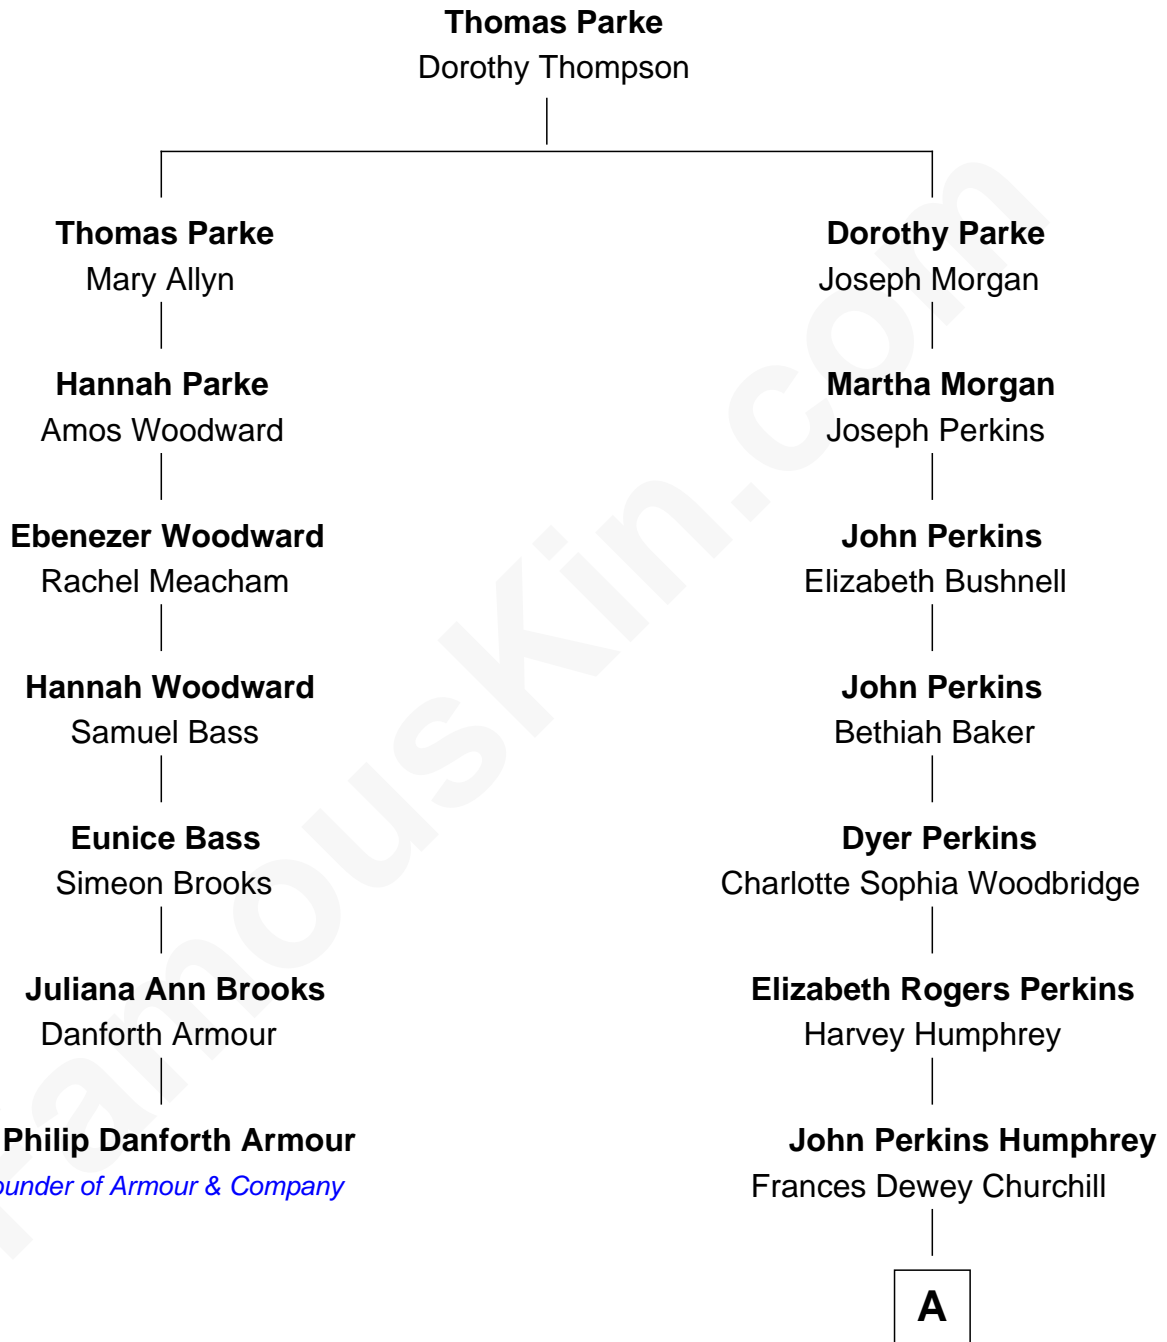 Thomas Parke
Dorothy Thompson
Thomas Parke
Mary Allyn
Hannah Parke
Amos Woodward
Ebenezer Woodward
Rachel Meacham
Hannah Woodward
Samuel Bass
Eunice Bass
Simeon Brooks
Juliana Ann Brooks
Danforth Armour
Philip Danforth Armour
ounder of Armour & Company
Dorothy Parke
Joseph Morgan
Martha Morgan
Joseph Perkins
John Perkins
Elizabeth Bushnell
John Perkins
Bethiah Baker
Dyer Perkins
Charlotte Sophia Woodbridge
Elizabeth Rogers Perkins
Harvey Humphrey
John Perkins Humphrey
Frances Dewey Churchill
A
FamousKin.com